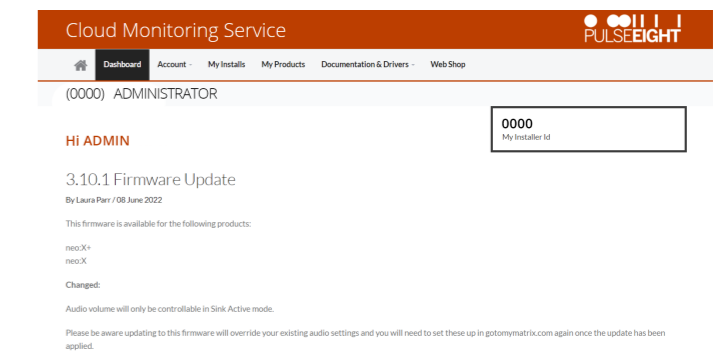 Cloud Monitoring Service
PULSEEIGHT
Dashboard Account - My Installs My Products Documentation & Drivers - Web Shop
(0000) ADMINISTRATOR
0000
My Installer Id
Hi ADMIN
3.10.1 Firmware Update
By Laura Parr / 08 June 2022
This firmware is available for the following products:
neo:X+
neo:X
Changed:
Audio volume will only be controllable in Sink Active mode.
Please be aware updating to this firmware will override your existing audio settings and you will need to set these up in gotomymatrix.com again once the update has been
applied.